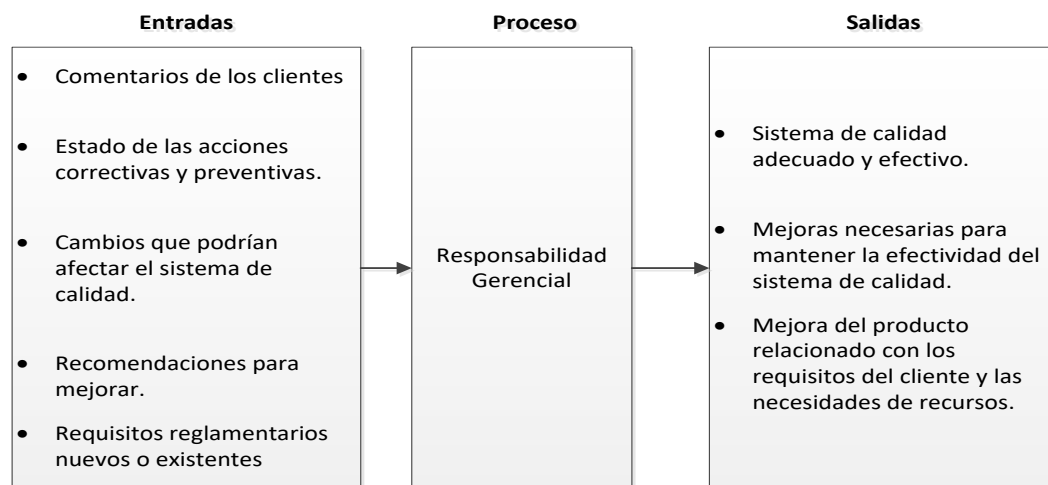 Entradas
Proceso
Salidas
• Comentarios de los clientes
• Estado de las acciones
correctivas y preventivas.
• Cambios que podrían
afectar el sistema de
calidad.
• Recomendaciones para
mejorar.
• Requisitos reglamentarios
nuevos o existentes
Responsabilidad
Gerencial
• Sistema de calidad
adecuado y efectivo.
• Mejoras necesarias para
mantener la efectividad del
sistema de calidad.
• Mejora del producto
relacionado con los
requisitos del cliente y las
necesidades de recursos.